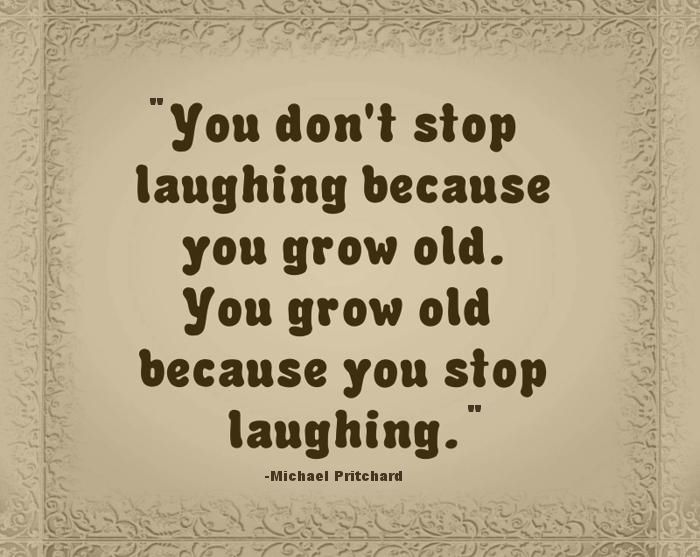 "You don't stop
laughing because
you grow old.
You grow old
because you stop
laughing."
-Michael Pritchard